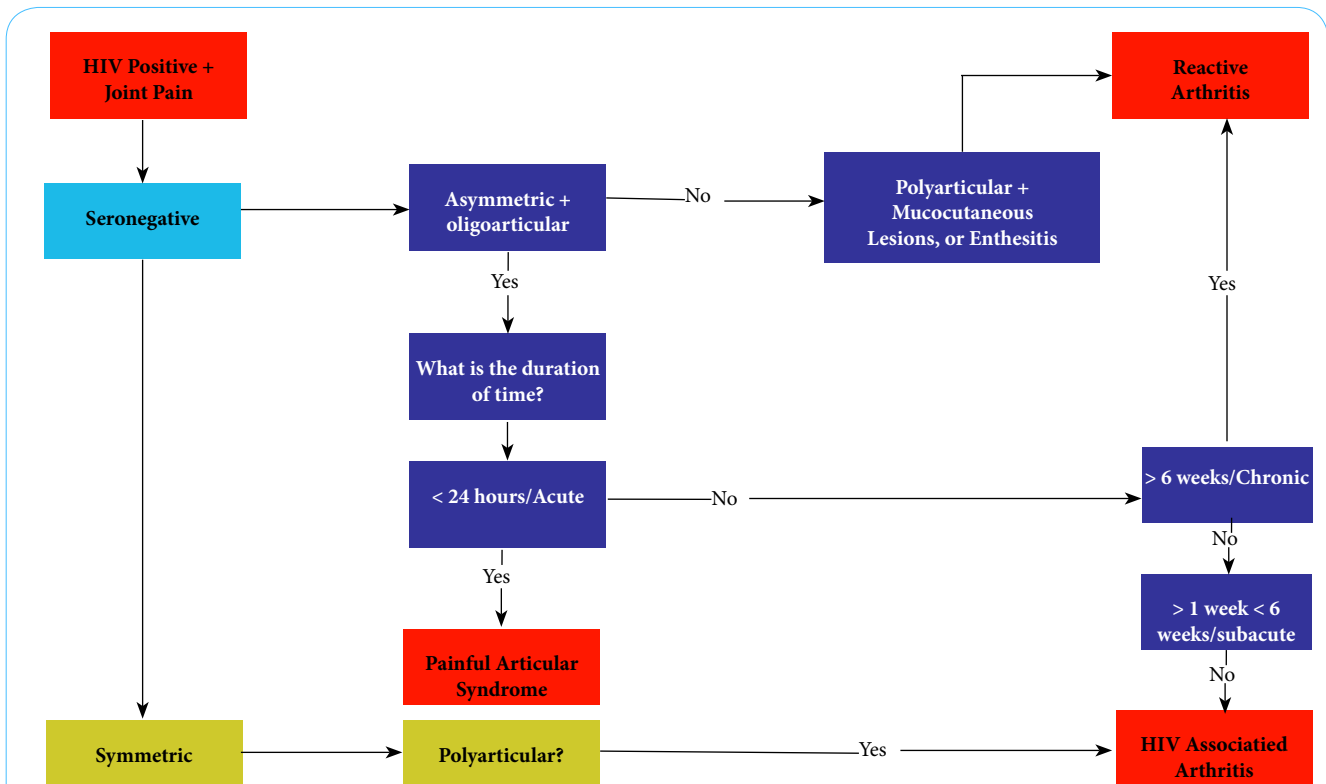 HIV Positive +
Joint Pain
Reactive
Arthritis
Seronegative
Asymmetric +
oligoarticular
No
Polyarticular +
Mucocutaneous
Lesions, or Enthesitis
Yes
Yes
What is the duration
of time?
< 24 hours/Acute
No
> 6 weeks/Chronic
No
Yes
> 1 week < 6
weeks/subacute
No
Painful Articular
Syndrome
Symmetric
Polyarticular?
Yes
HIV Associatied
Arthritis